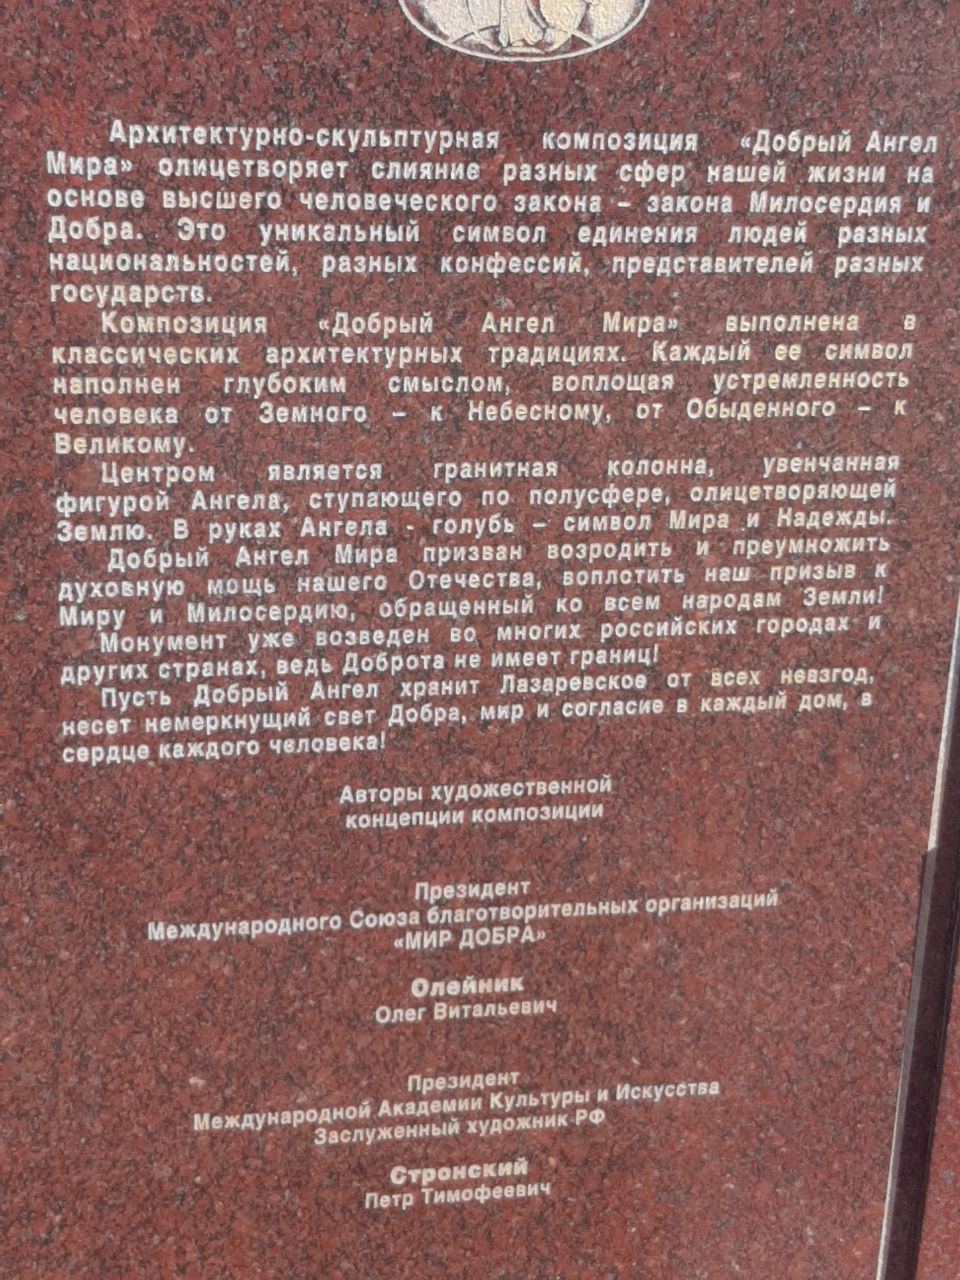 Архитектурно-скульптурная композиция «Добрый Ангел
Мира» олицетворяет слияние разных сфер нашей жизни на
основе высшего человеческого закона – закона Милосердия и
Добра. Это уникальный символ единения людей разных
национальностей, разных конфессий, представителей разных
государств.
Композиция «Добрый Ангел Мира» выполнена в
классических архитектурных традициях. Каждый ее символ
наполнен глубоким смыслом, воплощая устремленность
человека от Земного – к Небесному, от Обыденного – к
Великому.
Центром является гранитная колонна, увенчанная
фигурой Ангела, ступающего по полусфере, олицетворяющей
Землю. В руках Ангела - голубь – символ Мира и Надежды.
Добрый Ангел Мира призван возродить и преумножить
духовную мощь нашего Отечества, воплотить наш призыв к
Миру и Милосердию, обращенный ко всем народам Земли!
Монумент уже возведен во многих российских городах и
других странах, ведь Доброта не имеет границ!
Пусть Добрый Ангел хранит Лазаревское от всех невзгод,
несет немеркнущий свет Добра, мир и согласие в каждый дом, в
сердце каждого человека!
Авторы художественной
концепции композиции
Президент
Международного Союза благотворительных организаций
«МИР ДОБРА»
Олейник
Олег Витальевич
Президент
Международной Академии Культуры и Искусства
Заслуженный художник РФ
Стронский
Петр Тимофеевич